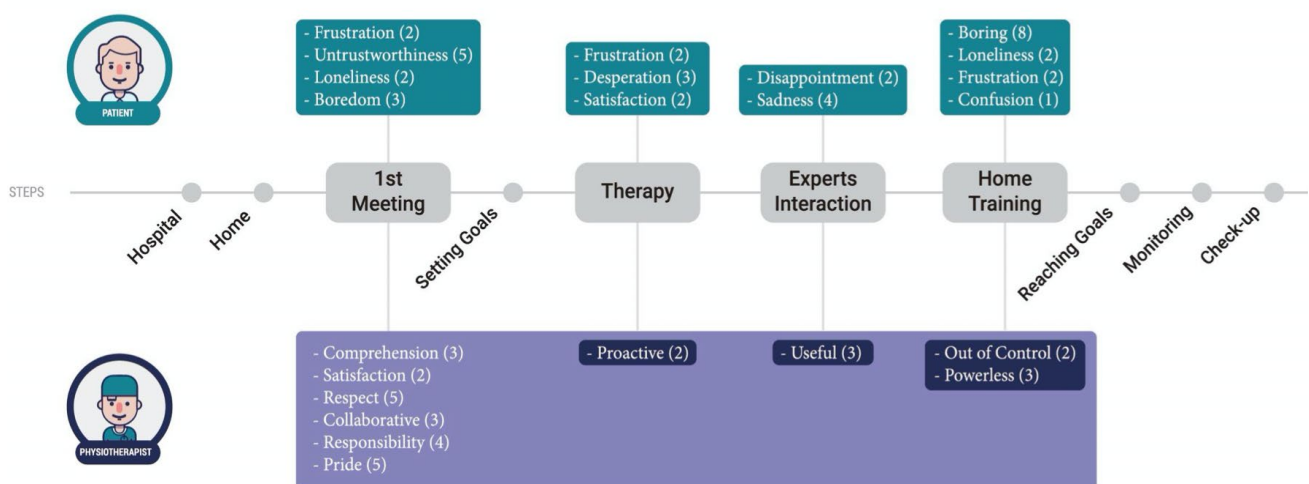 - Frustration (2)
- Untrustworthiness (5)
- Loneliness (2)
- Boredom (3)
- Frustration (2)
- Desperation (3)
- Satisfaction (2)
- Disappointment (2)
- Sadness (4)
- Boring (8)
- Loneliness (2)
- Frustration (2)
- Confusion (1)
PATIENT
STEPS
Hospital
Home
1st
Meeting
Setting Goals
Therapy
Experts
Interaction
Home
Training
Reaching Goals
Monitoring
Check-up
- Comprehension (3)
- Satisfaction (2)
- Respect (5)
- Collaborative (3)
- Responsibility (4)
- Pride (5)
- Proactive (2)
- Useful (3)
- Out of Control (2)
- Powerless (3)
PHYSIOTHERAPIST